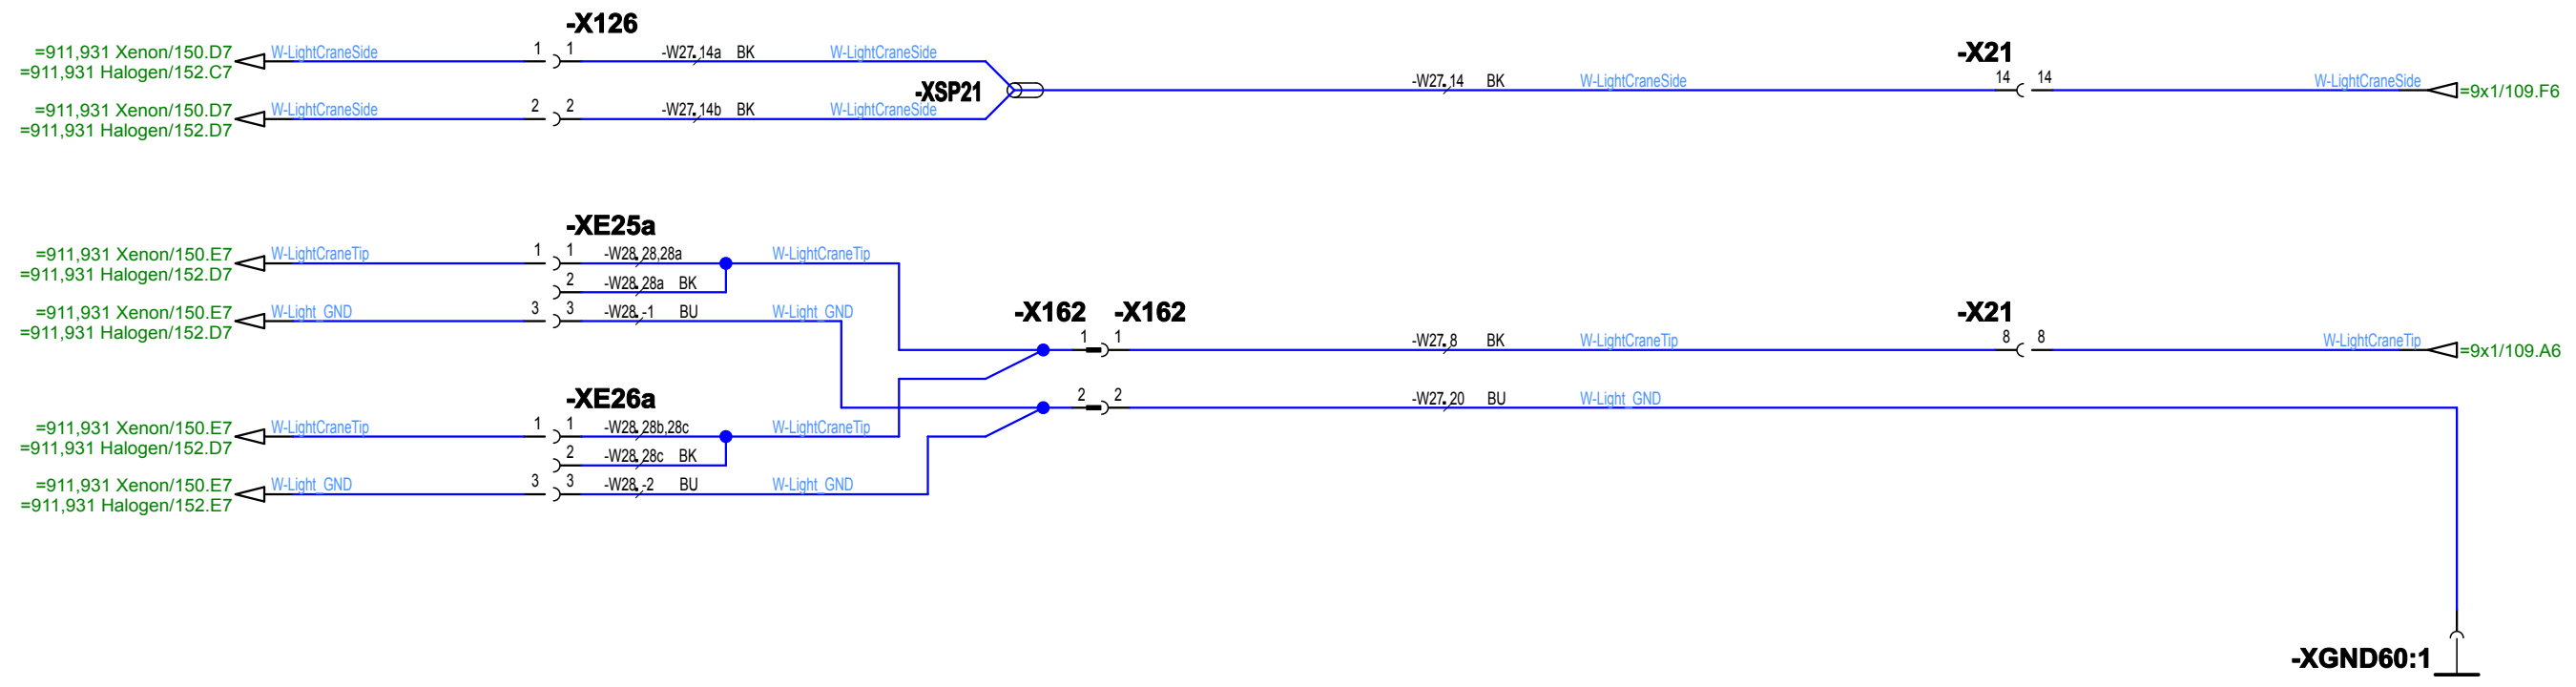 -X126
=911,931 Xenon/150.D7
=911,931 Halogen/152.C7
W-LightCraneSide
1 1
-W27.14a BK
W-LightCraneSide
=911,931 Xenon/150.D7
=911,931 Halogen/152.D7
W-LightCraneSide
2 2
-W27.14b BK
W-LightCraneSide
-XSP21
-W27.14 BK
W-LightCraneSide
-X21
14 14
W-LightCraneSide
=9x1/109.F6
-XE25a
=911,931 Xenon/150.E7
=911,931 Halogen/152.D7
W-LightCraneTip
1 1
-W28.28,28a
W-LightCraneTip
2
-W28.28a BK
=911,931 Xenon/150.E7
=911,931 Halogen/152.D7
W-Light_GND
3 3
-W28.-1 BU
W-Light_GND
-X162 -X162
1 1
-W27.8 BK
W-LightCraneTip
-X21
8 8
W-LightCraneTip
=9x1/109.A6
2 2
-W27.20 BU
W-Light_GND
-XE26a
=911,931 Xenon/150.E7
=911,931 Halogen/152.D7
W-LightCraneTip
1 1
-W28.28b,28c
W-LightCraneTip
2
-W28.28c BK
=911,931 Xenon/150.E7
=911,931 Halogen/152.E7
W-Light_GND
3 3
-W28.-2 BU
W-Light_GND
-XGND60:1